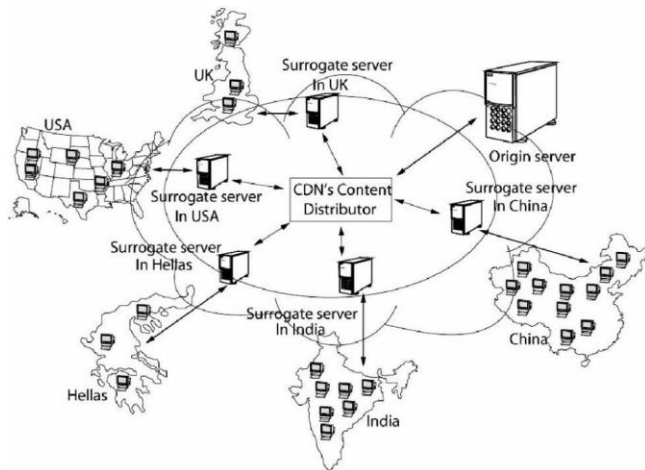 UK
Surrogate server
In UK
Origin server
USA
Surrogate server
In USA
CDN's Content
Distributor
Surrogate server
In China
Surrogate server
In Hellas
Surrogate server
In India
China
Hellas
India